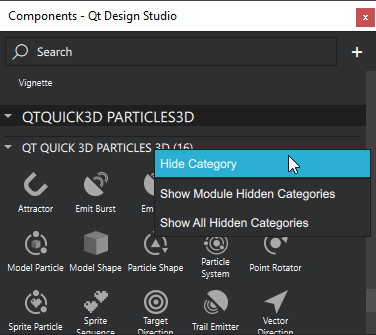 Components - Qt Design Studio
x
Search
+
Vignette
QTQUICK3D PARTICLES3D
QT QUICK 3D PARTICLES 3D (16)
Hide Category
Show Module Hidden Categories
Show All Hidden Categories
Attractor
Emit Burst
Model Particle
Model Shape
Particle Shape
Particle
System
Point Rotator
Sprite Particle
Sprite
Sequence
Target
Direction
Trail Emitter
Vector
Direction